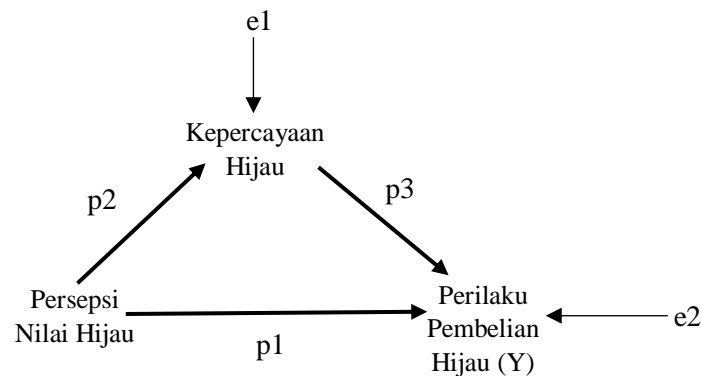 e1
Kepercayaan
Hijau
p2
p3
Persepsi
Nilai Hijau
p1
Perilaku
Pembelian
Hijau (Y)
e2